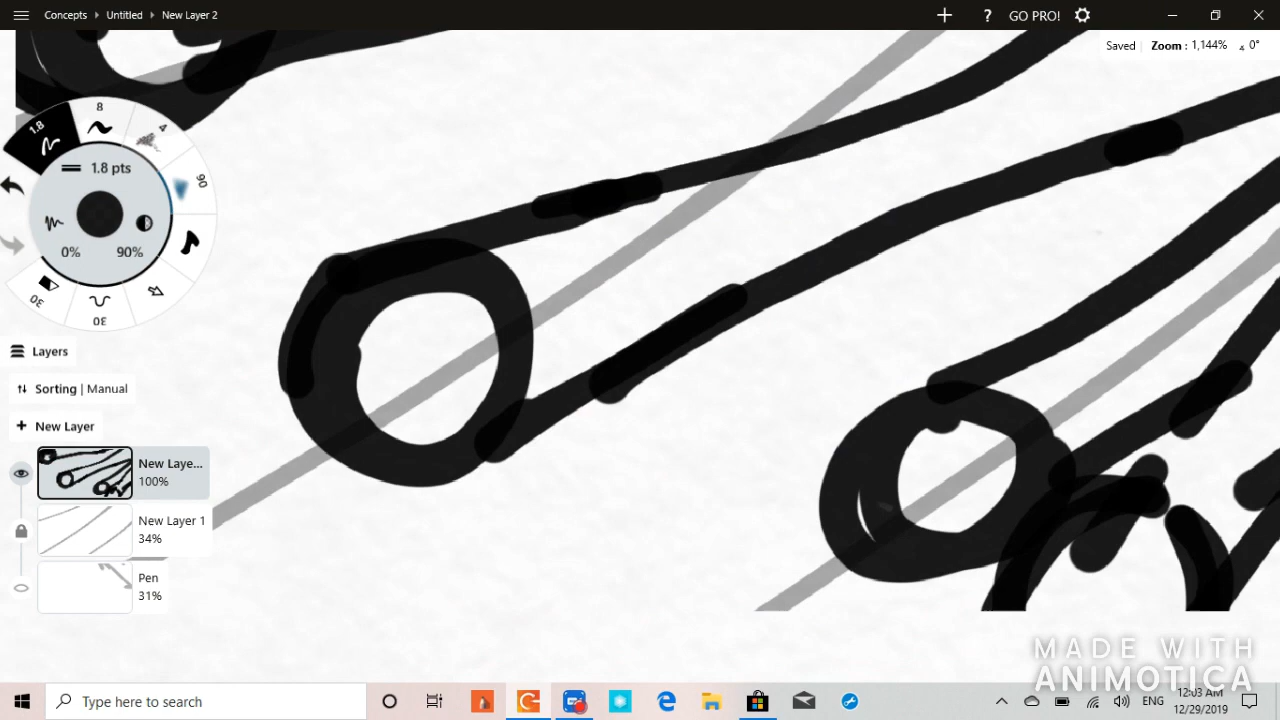 Concepts Untitled New Layer 2
? GO PRO!
Saved Zoom : 1,144% 0°
8
1.8
4
90
1.8 pts
0% 90%
30
30
Layers
Sorting | Manual
+ New Layer
New Laye...
100%
New Layer 1
34%
Pen
31%
MADE WITH
ANIMOTICA
Type here to search
ENG
12:03 AM
12/29/2019